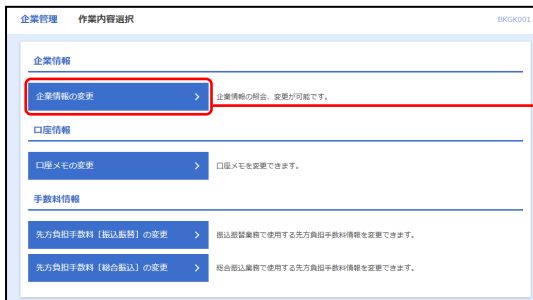 企業管理 作業内容選択 BKGK001
企業情報
企業情報の変更 企業情報の照会、変更が可能です。
口座情報
口座メモの変更 口座メモを変更できます。
手数料情報
先方負担手数料［振込振替］の変更 振込振替業務で使用する先方負担手数料情報を変更できます。
先方負担手数料［総合振込］の変更 総合振込業務で使用する先方負担手数料情報を変更できます。